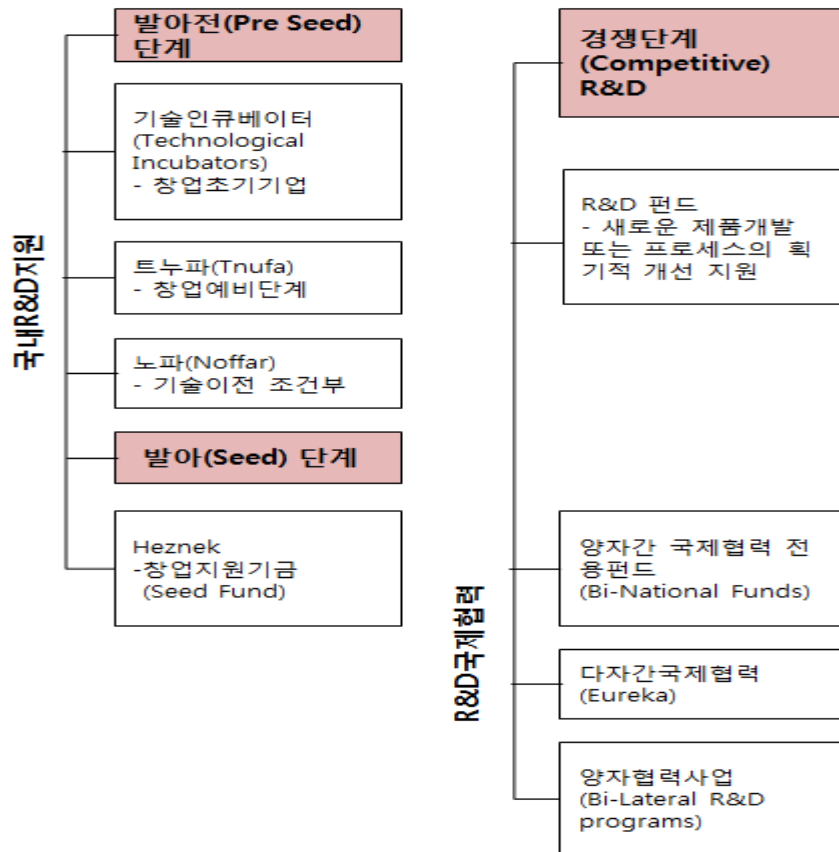 국내R&D지원
발아전(Pre Seed)
단계
기술인큐베이터
(Technological
Incubators)
- 창업초기기업
트누파(Tnufa)
- 창업예비단계
노파(Noffar)
- 기술이전 조건부
발아(Seed) 단계
Heznek
-창업지원기금
(Seed Fund)
R&D국제협력
경쟁단계
(Competitive)
R&D
R&D 펀드
- 새로운 제품개발
또는 프로세스의 획
기적 개선 지원
양자간 국제협력 전
용펀드
(Bi-National Funds)
다자간국제협력
(Eureka)
양자협력사업
(Bi-Lateral R&D
programs)